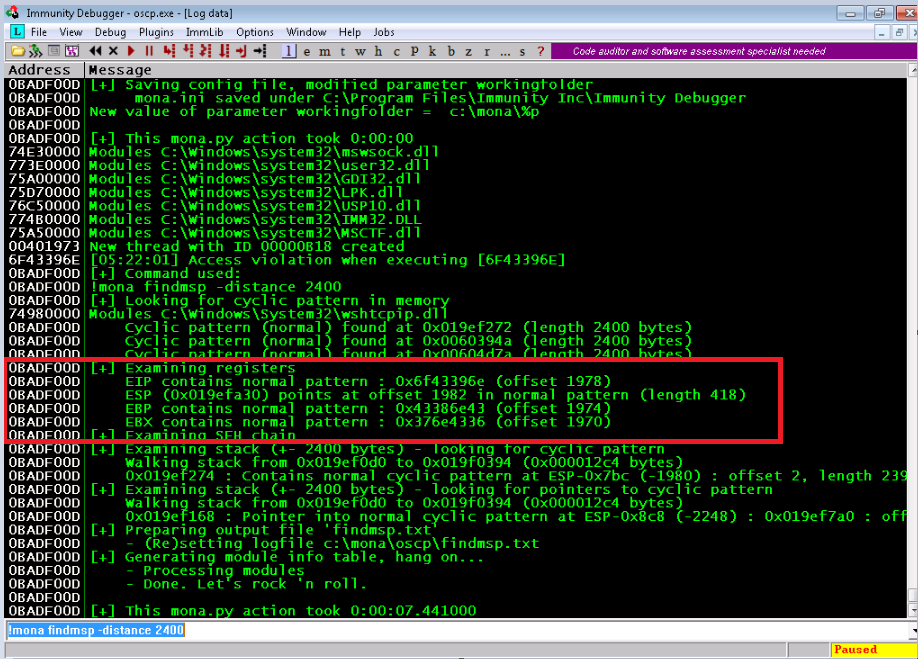 Immunity Debugger - oscp.exe - [Log data]
L File View Debug Plugins ImmLib Options Window Help Jobs
l e m t w h c P k b z r ... s ? Code auditor and software assessment specialist needed
Address Message
0BADF00D [+] Saving config file, modified parameter workingfolder
0BADF00D mona.ini saved under C:\Program Files\Immunity Inc\Immunity Debugger
0BADF00D New value of parameter workingfolder = c:\mona\%p
0BADF00D
0BADF00D [+] This mona.py action took 0:00:00
74E30000 Modules C:\Windows\system32\mswsock.dll
773E0000 Modules C:\Windows\system32\user32.dll
75A00000 Modules C:\Windows\system32\GDI32.dll
75D70000 Modules C:\Windows\system32\LPK.dll
76C50000 Modules C:\Windows\system32\USP10.dll
774B0000 Modules C:\Windows\system32\IMM32.DLL
75A50000 Modules C:\Windows\system32\MSCTF.dll
00401973 New thread with ID 00000B18 created
6F43396E [05:22:01] Access violation when executing [6F43396E]
0BADF00D [+] Command used:
0BADF00D !mona findmsp -distance 2400
0BADF00D [+] Looking for cyclic pattern in memory
74980000 Modules C:\Windows\system32\wshtcpip.dll
0BADF00D Cyclic pattern (normal) found at 0x019ef272 (length 2400 bytes)
0BADF00D Cyclic pattern (normal) found at 0x0060394a (length 2400 bytes)
0BADF00D Cyclic pattern (normal) found at 0x00604d7a (length 2400 bytes)
0BADF00D [+] Examining registers
0BADF00D EIP contains normal pattern : 0x6f43396e (offset 1978)
0BADF00D ESP (0x019efa30) points at offset 1982 in normal pattern (length 418)
0BADF00D EBP contains normal pattern : 0x43386e43 (offset 1974)
0BADF00D EBX contains normal pattern : 0x376e4336 (offset 1970)
0BADF00D [+] Examining SEH chain
0BADF00D [+] Examining stack (+- 2400 bytes) - looking for cyclic pattern
0BADF00D Walking stack from 0x019ef0d0 to 0x019f0394 (0x000012c4 bytes)
0BADF00D 0x019ef274 : Contains normal cyclic pattern at ESP-0x7bc (-1980) : offset 2, length 239
0BADF00D [+] Examining stack (+- 2400 bytes) - looking for pointers to cyclic pattern
0BADF00D Walking stack from 0x019ef0d0 to 0x019f0394 (0x000012c4 bytes)
0BADF00D 0x019ef168 : Pointer into normal cyclic pattern at ESP-0x8c8 (-2248) : 0x019ef7a0 : off
0BADF00D [+] Preparing output file 'findmsp.txt'
0BADF00D - (Re)setting logfile c:\mona\oscp\findmsp.txt
0BADF00D [+] Generating module info table, hang on...
0BADF00D - Processing modules
0BADF00D - Done. Let's rock 'n roll.
0BADF00D
0BADF00D [+] This mona.py action took 0:00:07.441000
!mona findmsp -distance 2400
Paused